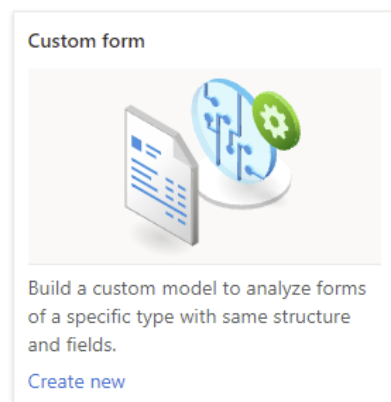 Custom form
Build a custom model to analyze forms
of a specific type with same structure
and fields.
Create new